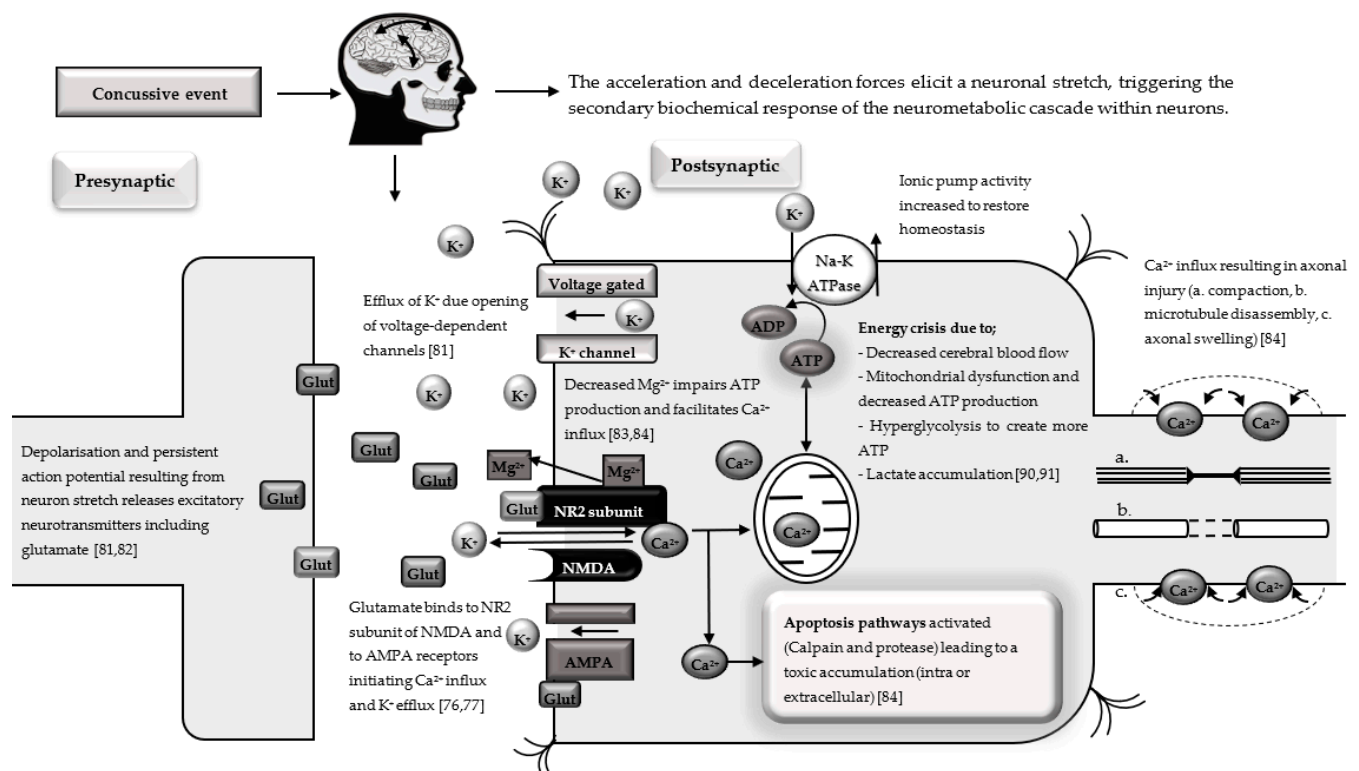 Concussive event
The acceleration and deceleration forces elicit a neuronal stretch, triggering the
secondary biochemical response of the neurometabolic cascade within neurons.
Presynaptic
Postsynaptic
K⁺
K⁺
K⁺
K⁺
Ionic pump activity
increased to restore
homeostasis
Na-K
ATPase
ADP
ATP
Voltage gated
K⁺
K⁺ channel
Efflux of K⁺ due opening
of voltage-dependent
channels [81]
K⁺
K⁺
Energy crisis due to;
- Decreased cerebral blood flow
- Mitochondrial dysfunction and
decreased ATP production
- Hyperglycolysis to create more
ATP
- Lactate accumulation [90,91]
Ca²⁺ influx resulting in axonal
injury (a. compaction, b.
microtubule disassembly, c.
axonal swelling) [84]
Ca²⁺
Ca²⁺
a.
b.
c.
Ca²⁺
Ca²⁺
Decreased Mg²⁺ impairs ATP
production and facilitates Ca²⁺
influx [83,84]
Glut
Glut
Glut
Depolarisation and persistent
action potential resulting from
neuron stretch releases excitatory
neurotransmitters including
glutamate [81,82]
Glut
Glut
Glut
Mg²⁺
Mg²⁺
Glut
NR2 subunit
K⁺
Ca²⁺
NMDA
Ca²⁺
Ca²⁺
Glutamate binds to NR2
subunit of NMDA and
to AMPA receptors
initiating Ca²⁺ influx
and K⁺ efflux [76,77]
K⁺
AMPA
Glut
Ca²⁺
Apoptosis pathways activated
(Calpain and protease) leading to a
toxic accumulation (intra or
extracellular) [84]